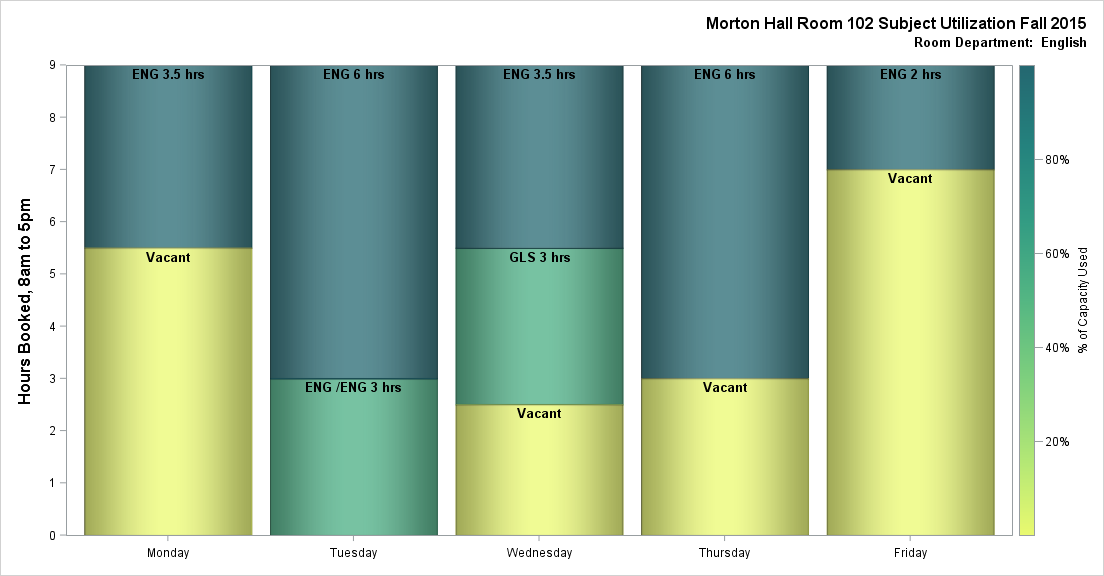 Morton Hall Room 102 Subject Utilization Fall 2015
Room Department:  English
Hours Booked, 8am to 5pm
9
8
7
6
5
4
3
2
1
0
ENG 3.5 hrs
Vacant
ENG 6 hrs
ENG /ENG 3 hrs
ENG 3.5 hrs
GLS 3 hrs
Vacant
ENG 6 hrs
Vacant
ENG 2 hrs
Vacant
Monday
Tuesday
Wednesday
Thursday
Friday
80%
60%
40%
20%
% of Capacity Used